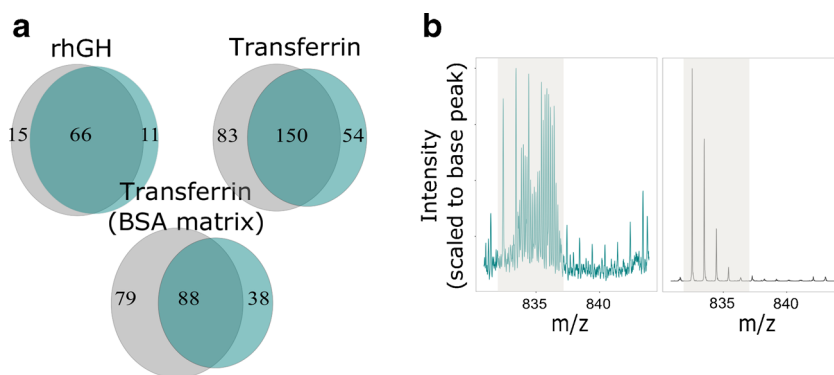 a
rhGH
15
66
11
Transferrin
83
150
54
Transferrin
(BSA matrix)
79
88
38
b
Intensity
(scaled to base peak)
835
840
m/z
835
840
m/z